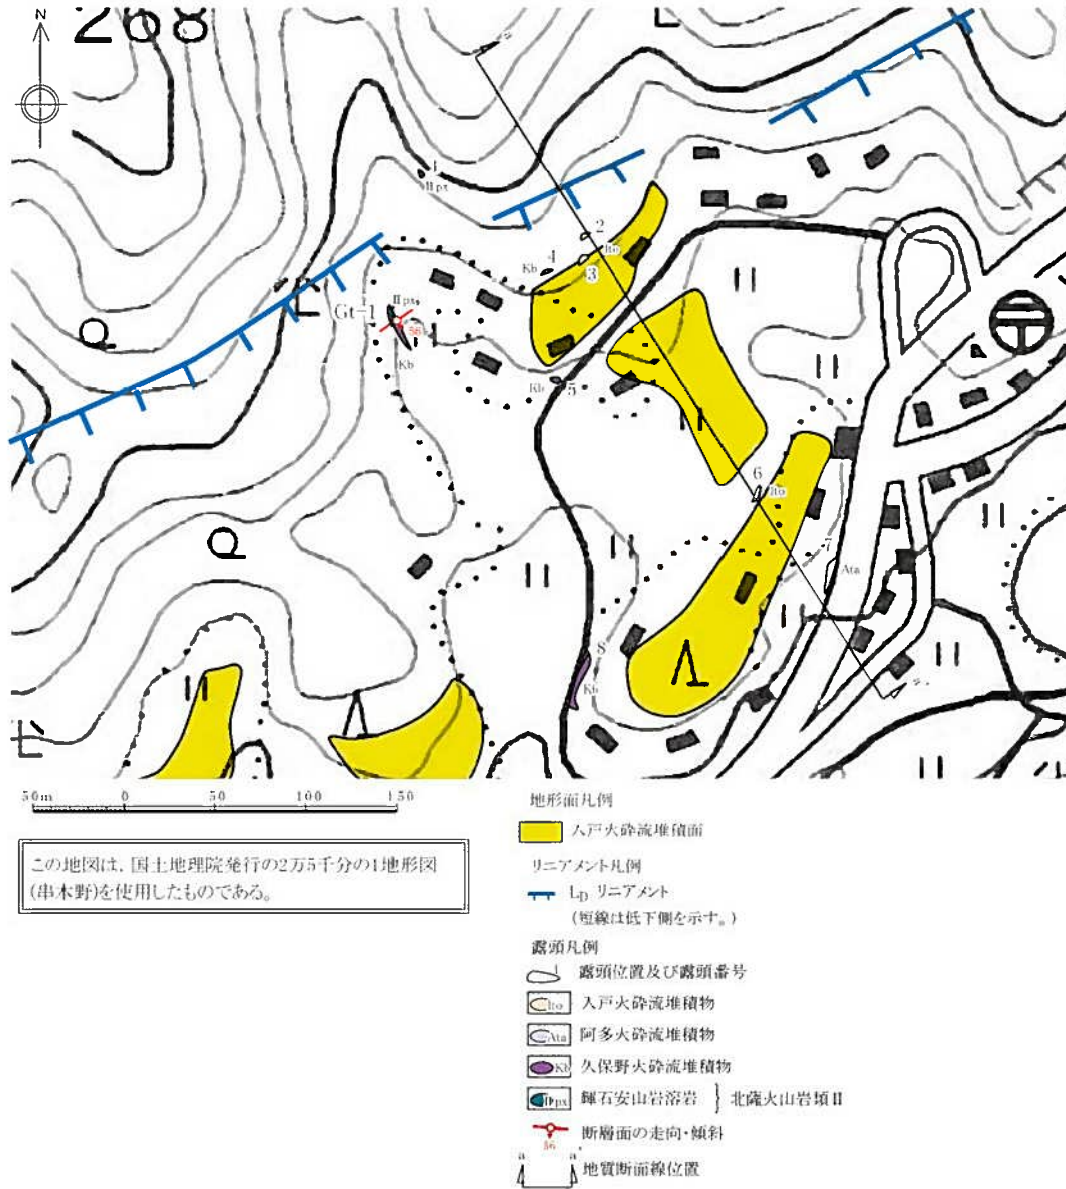 N
268
1
IIpx
2
Ito
3
4
Kb
Gt-1
IIpx
56
Kb
Kb
5
6
Ito
7
Ata
8
Kb
50m 0 50 100 150
この地図は、国土地理院発行の2万5千分の1地形図
(串木野)を使用したものである。
地形面凡例
入戸火砕流堆積面
リニアメント凡例
LD リニアメント
(短線は低下側を示す。)
露頭凡例
1 露頭位置及び露頭番号
Ito 入戸火砕流堆積物
Ata 阿多火砕流堆積物
Kb 久保野火砕流堆積物
IIpx 輝石安山岩溶岩 } 北薩火山岩類II
56 断層面の走向・傾斜
a a' 地質断面線位置